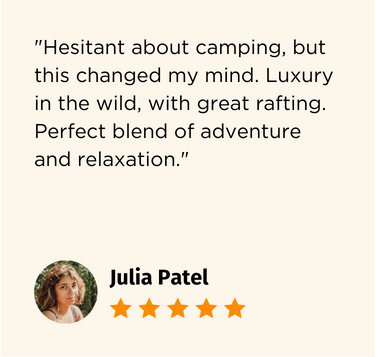 "Hesitant about camping, but
this changed my mind. Luxury
in the wild, with great rafting.
Perfect blend of adventure
and relaxation."
Julia Patel